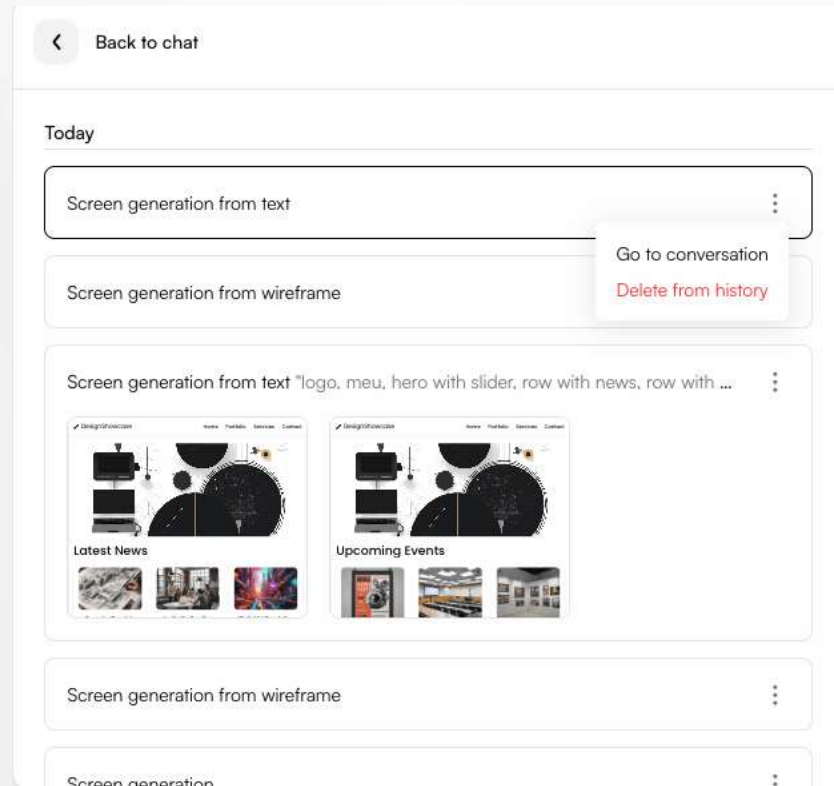 Back to chat
Today
Screen generation from text
Go to conversation
Delete from history
Screen generation from wireframe
Screen generation from text "logo, meu, hero with slider, row with news, row with ...
DesignShowcase Home Portfolio Services Contact
DesignShowcase Home Portfolio Services Contact
Latest News
Upcoming Events
Screen generation from wireframe
Screen generation